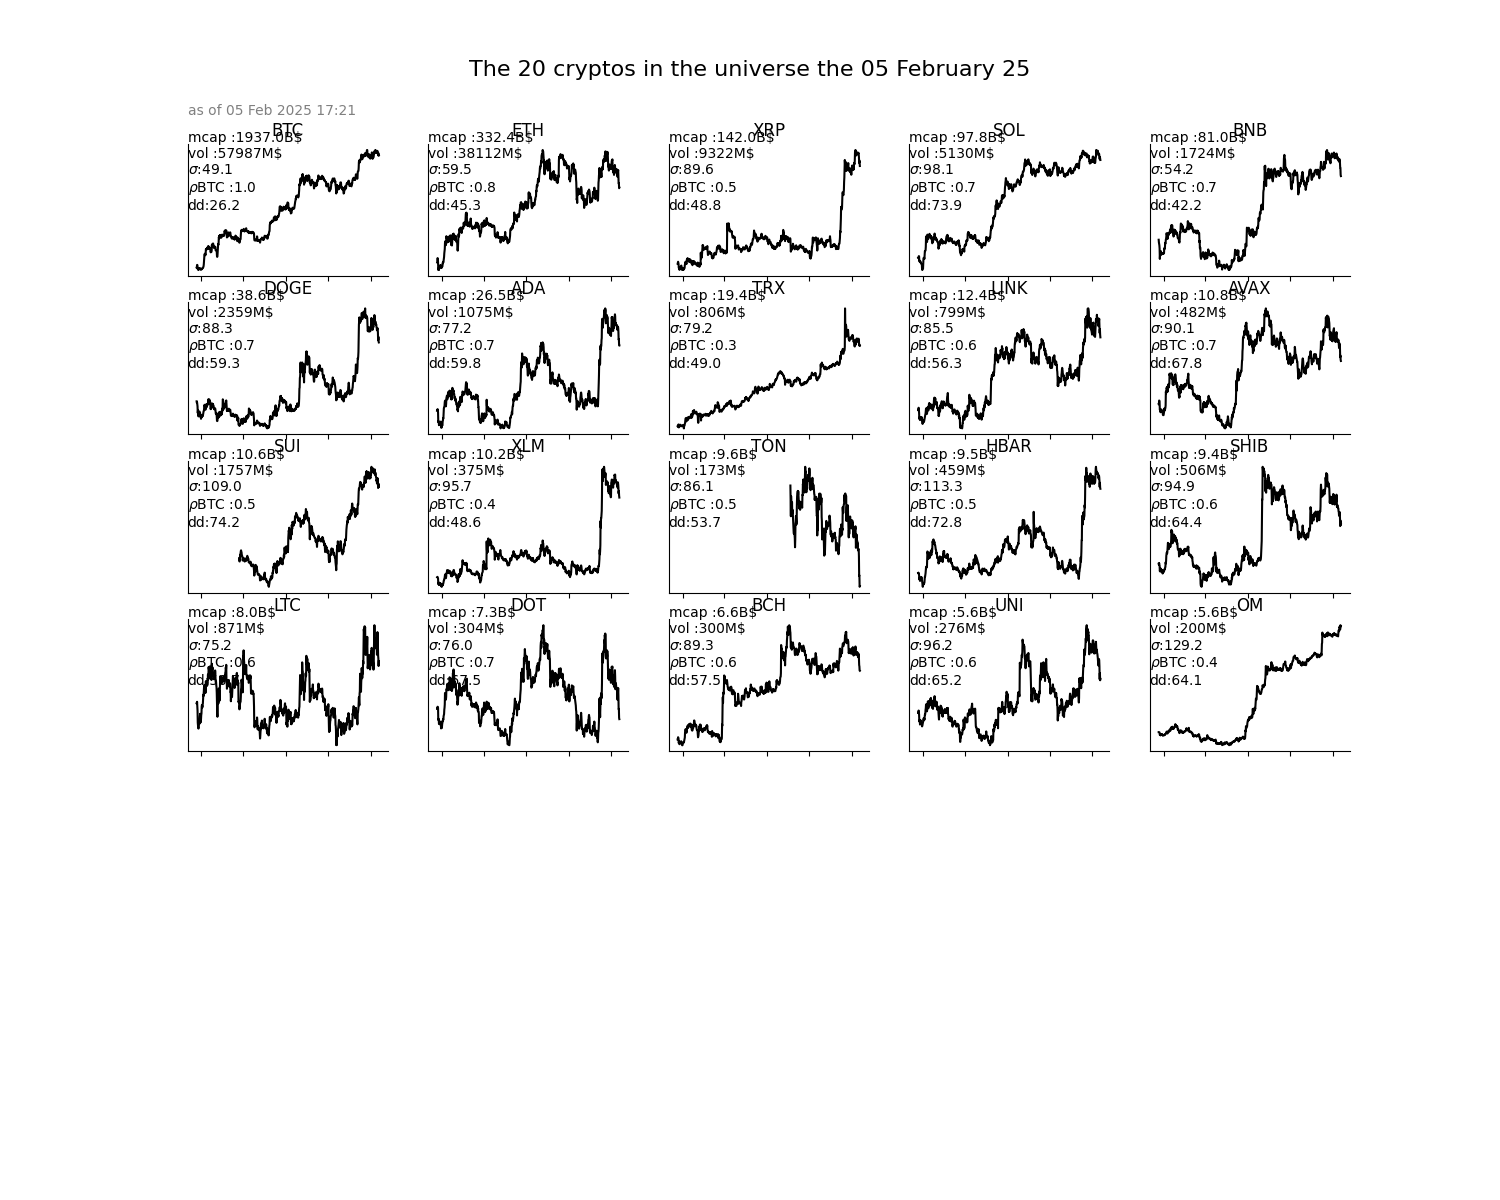 The 20 cryptos in the universe the 05 February 25
as of 05 Feb 2025 17:21
BTC
mcap :1937.0B$
vol :57987M$
σ:49.1
ρBTC :1.0
dd:26.2
ETH
mcap :332.4B$
vol :38112M$
σ:59.5
ρBTC :0.8
dd:45.3
XRP
mcap :142.0B$
vol :9322M$
σ:89.6
ρBTC :0.5
dd:48.8
SOL
mcap :97.8B$
vol :5130M$
σ:98.1
ρBTC :0.7
dd:73.9
BNB
mcap :81.0B$
vol :1724M$
σ:54.2
ρBTC :0.7
dd:42.2
DOGE
mcap :38.6B$
vol :2359M$
σ:88.3
ρBTC :0.7
dd:59.3
ADA
mcap :26.5B$
vol :1075M$
σ:77.2
ρBTC :0.7
dd:59.8
TRX
mcap :19.4B$
vol :806M$
σ:79.2
ρBTC :0.3
dd:49.0
LINK
mcap :12.4B$
vol :799M$
σ:85.5
ρBTC :0.6
dd:56.3
AVAX
mcap :10.8B$
vol :482M$
σ:90.1
ρBTC :0.7
dd:67.8
SUI
mcap :10.6B$
vol :1757M$
σ:109.0
ρBTC :0.5
dd:74.2
XLM
mcap :10.2B$
vol :375M$
σ:95.7
ρBTC :0.4
dd:48.6
TON
mcap :9.6B$
vol :173M$
σ:86.1
ρBTC :0.5
dd:53.7
HBAR
mcap :9.5B$
vol :459M$
σ:113.3
ρBTC :0.5
dd:72.8
SHIB
mcap :9.4B$
vol :506M$
σ:94.9
ρBTC :0.6
dd:64.4
LTC
mcap :8.0B$
vol :871M$
σ:75.2
ρBTC :0.6
DOT
mcap :7.3B$
vol :304M$
σ:76.0
ρBTC :0.7
dd:67.5
BCH
mcap :6.6B$
vol :300M$
σ:89.3
ρBTC :0.6
dd:57.5
UNI
mcap :5.6B$
vol :276M$
σ:96.2
ρBTC :0.6
dd:65.2
OM
mcap :5.6B$
vol :200M$
σ:129.2
ρBTC :0.4
dd:64.1